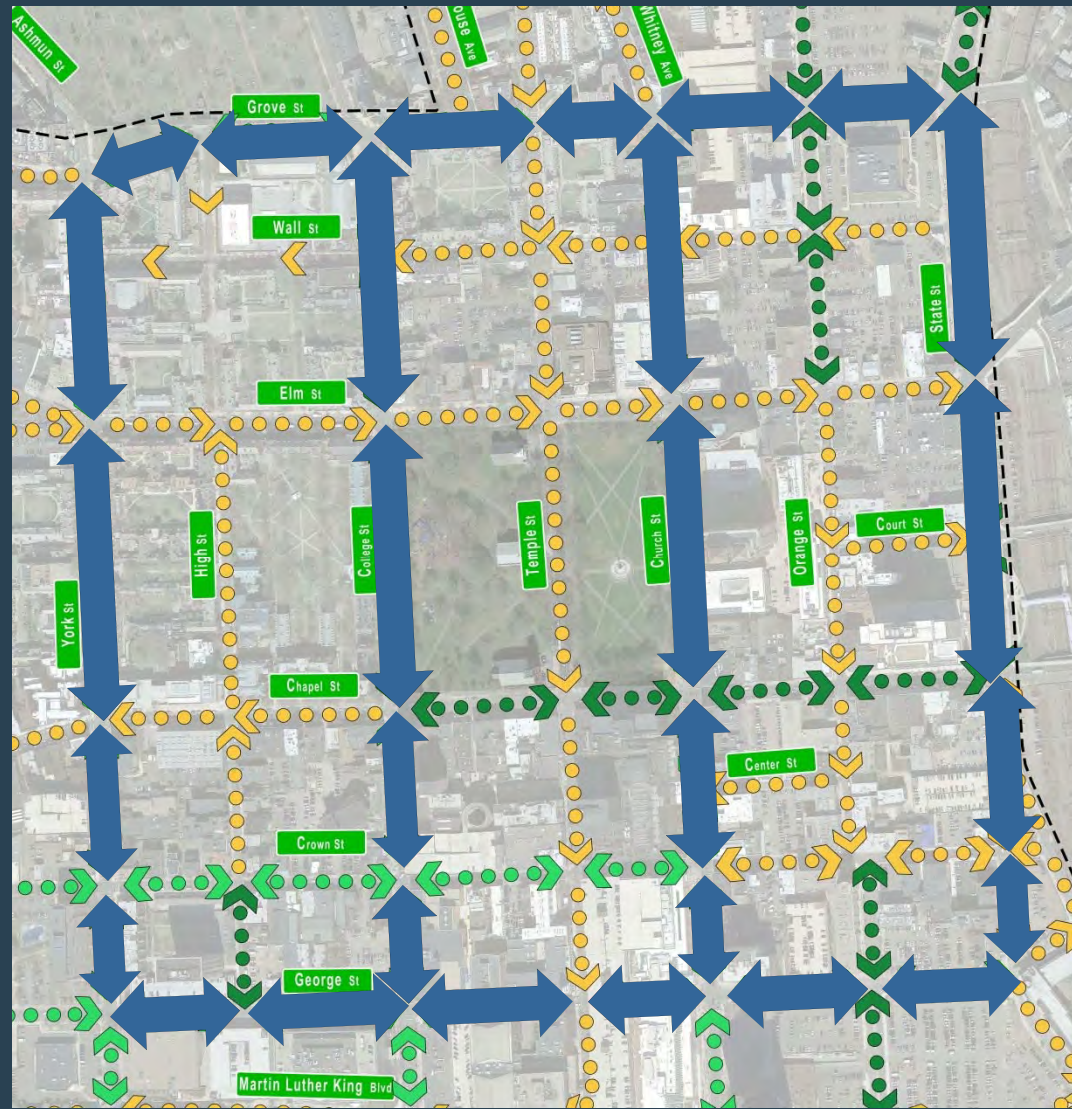 Ashmun St
ouse Ave
Whitney Ave
Grove St
Wall St
State St
Elm St
High St
College St
Temple St
Church St
Orange St
Court St
York St
Chapel St
Center St
Crown St
George St
Martin Luther King Blvd